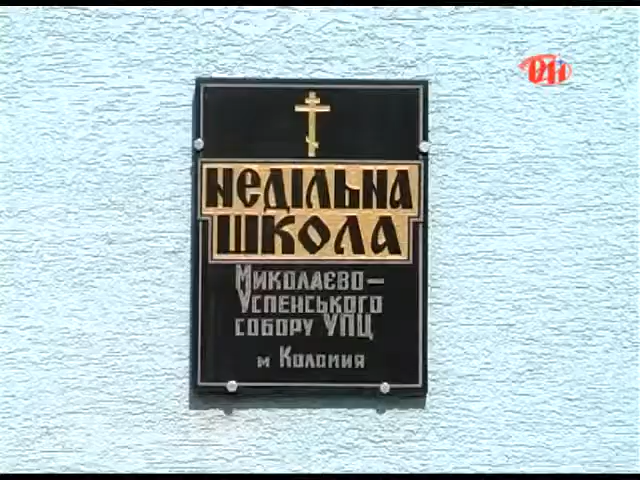 НЕДІЛЬНА
ШКОЛА
МИКОЛАЄВО–
УСПЕНСЬКОГО
СОБОРУ УПЦ
м КОЛОМИЯ